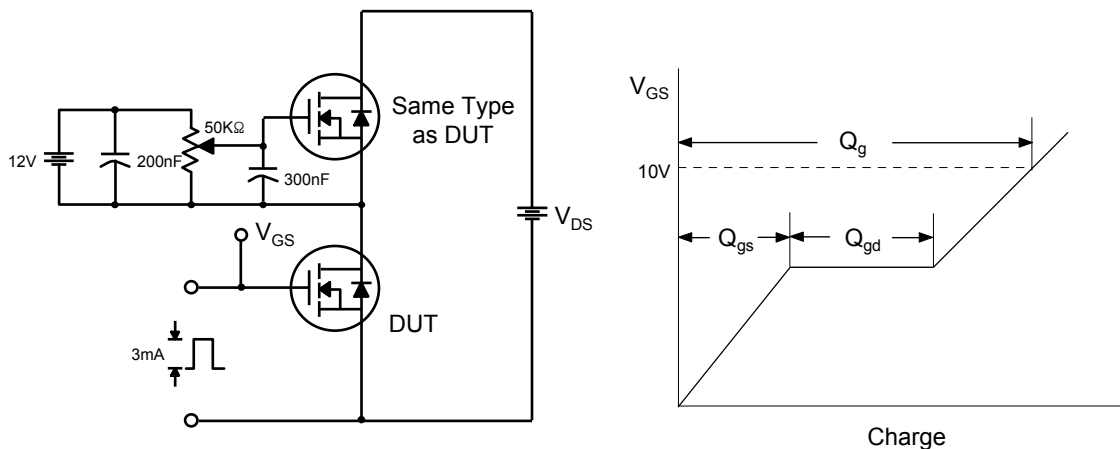 Same Type
as DUT
12V
200nF
50KΩ
300nF
V_GS
V_DS
DUT
3mA
V_GS
Q_g
10V
Q_gs
Q_gd
Charge